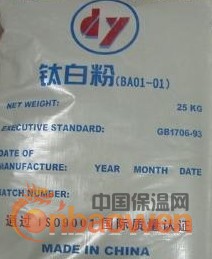 dy
钛白粉(BA01-01)
NET WEIGHT: 25 KG
EXECUTIVE STANDARD: GB1706-93
DATE OF
MANUFACTURE: YEAR MONTH DATE
BATCH NUMBER:
中国保温网
通过ISO9001国际质量认证
MADE IN CHINA